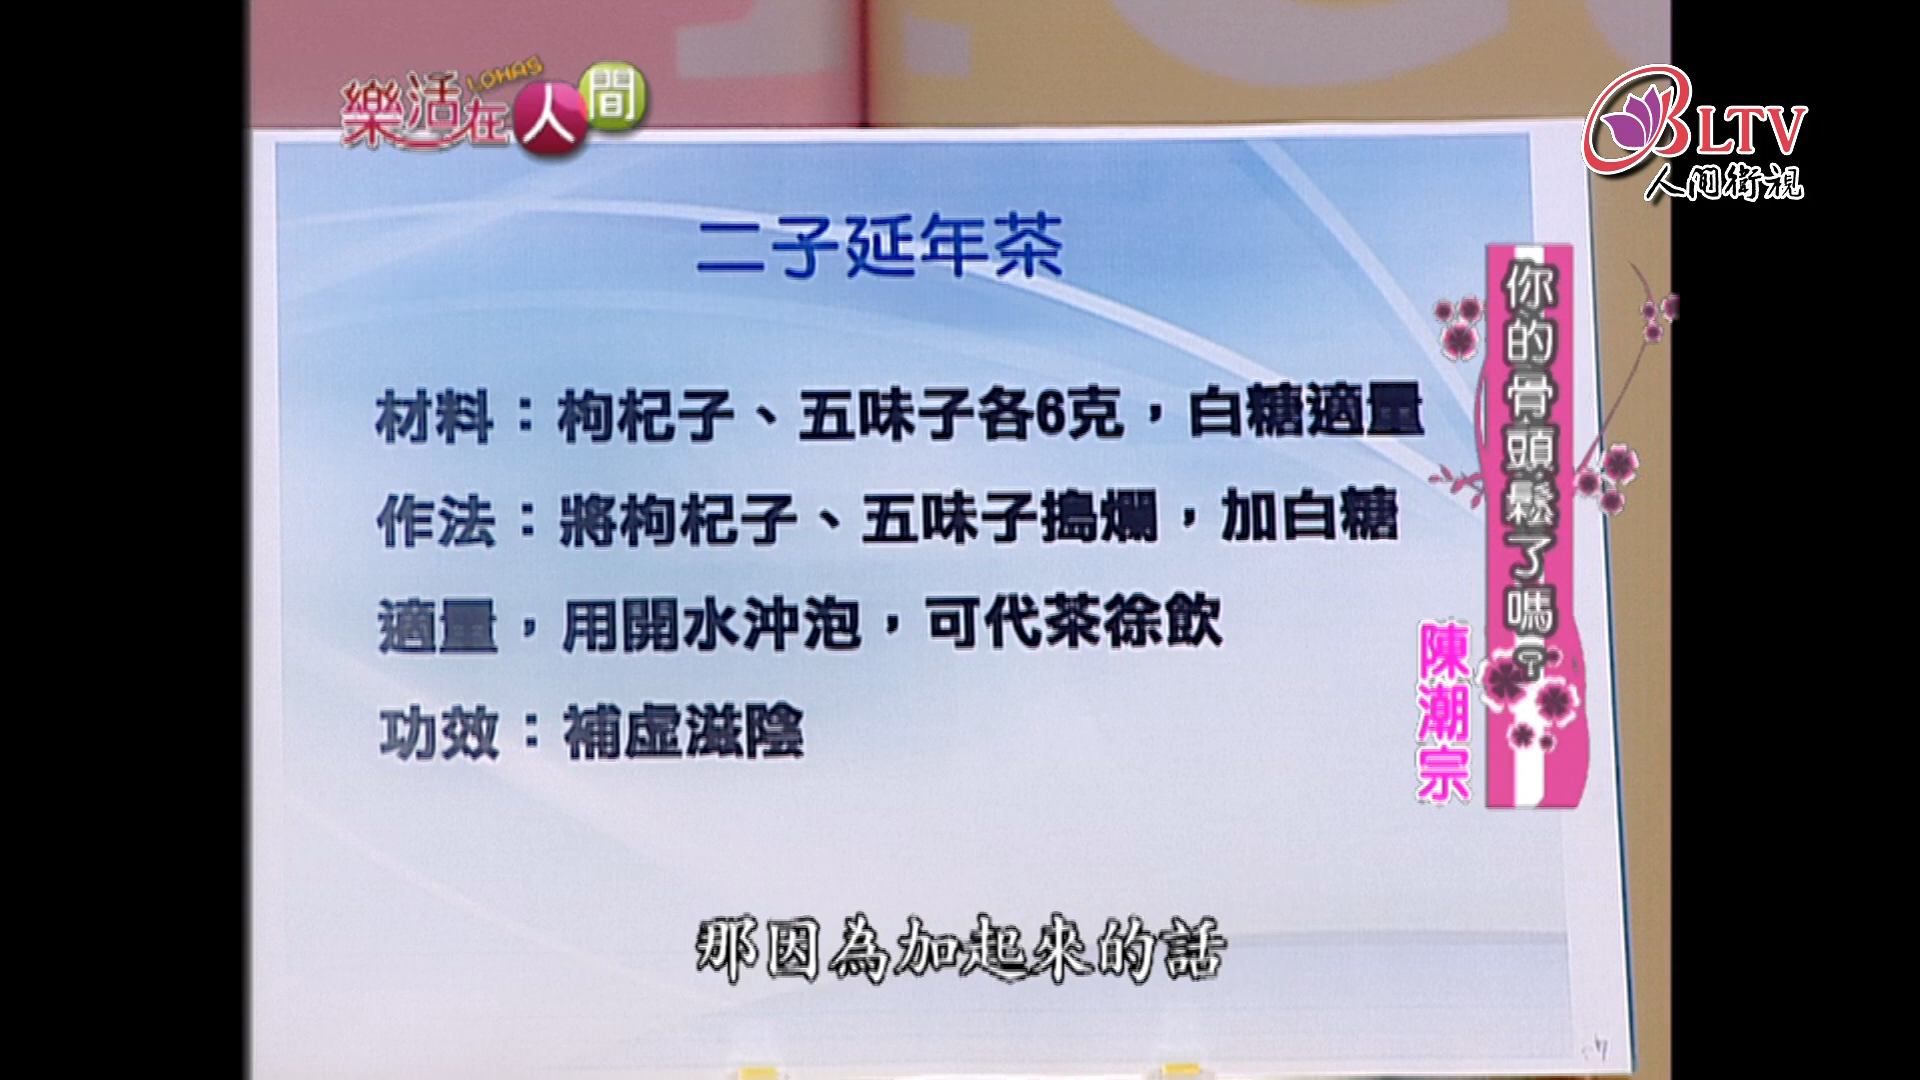 樂活在人間
LOHAS
BLTV
人間衛視
二子延年茶
材料：枸杞子、五味子各6克，白糖適量
作法：將枸杞子、五味子搗爛，加白糖
適量，用開水沖泡，可代茶徐飲
功效：補虛滋陰
你的骨頭鬆了嗎？
陳潮宗
那因為加起來的話